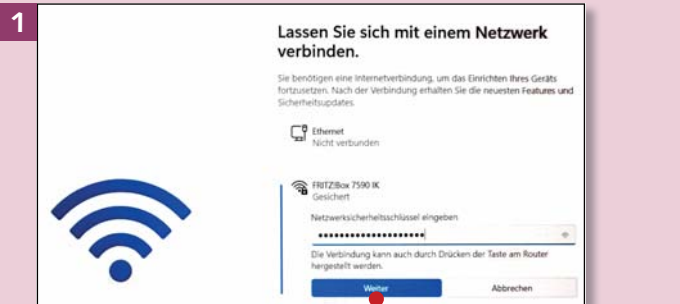 1
Lassen Sie sich mit einem Netzwerk
verbinden.
Sie benötigen eine Internetverbindung, um das Einrichten Ihres Geräts
fortzusetzen. Nach der Verbindung erhalten Sie die neuesten Features und
Sicherheitsupdates.
Ethernet
Nicht verbunden
FRITZ!Box 7590 IK
Gesichert
Netzwerksicherheitsschlüssel eingeben
Die Verbindung kann auch durch Drücken der Taste am Router
hergestellt werden.
Weiter Abbrechen